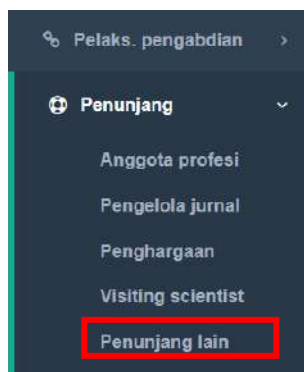 Pelaks. pengabdian
Penunjang
Anggota profesi
Pengelola jurnal
Penghargaan
Visiting scientist
Penunjang lain